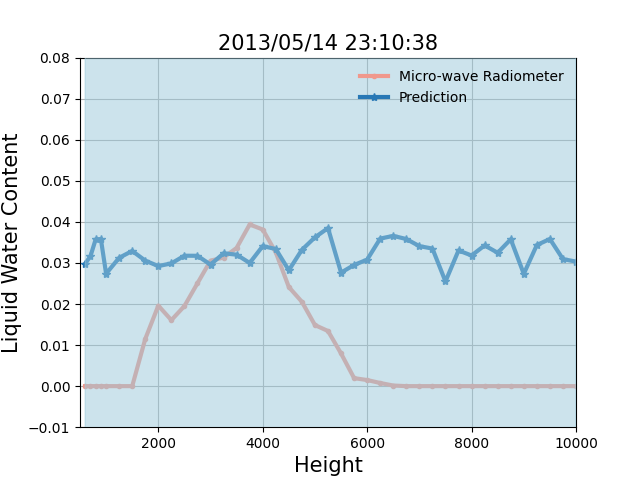 2013/05/14 23:10:38
Micro-wave Radiometer
Prediction
Liquid Water Content
0.08
0.07
0.06
0.05
0.04
0.03
0.02
0.01
0.00
−0.01
2000 4000 6000 8000 10000
Height